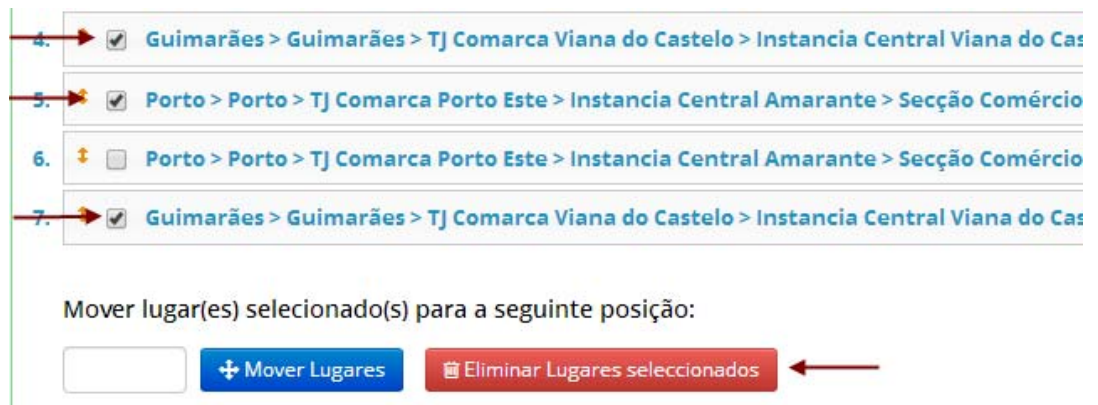 4. Guimarães > Guimarães > TJ Comarca Viana do Castelo > Instancia Central Viana do Cas
5. Porto > Porto > TJ Comarca Porto Este > Instancia Central Amarante > Secção Comércio
6. Porto > Porto > TJ Comarca Porto Este > Instancia Central Amarante > Secção Comércio
7. Guimarães > Guimarães > TJ Comarca Viana do Castelo > Instancia Central Viana do Cas
Mover lugar(es) selecionado(s) para a seguinte posição:
Mover Lugares Eliminar Lugares seleccionados